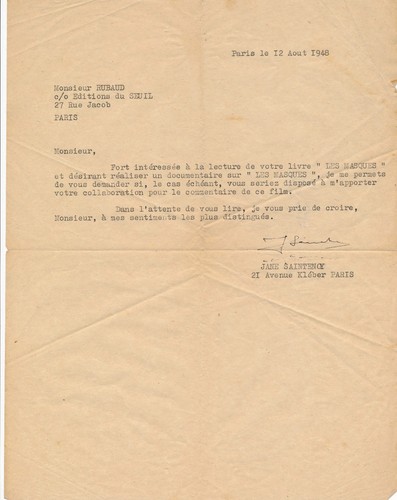 Paris le 12 Aout 1948
Monsieur BUBAUD
c/o Editions du SEUIL
27 Rue Jacob
PARIS
Monsieur,
Fort intéressée à la lecture de votre livre " LES MASQUES "
et désirant réaliser un documentaire sur " LES MASQUES ", je me permets
de vous demander si, le cas échéant, vous seriez disposé à m'apporter
votre collaboration pour le commentaire de ce film.
Dans l'attente de vous lire, je vous prie de croire,
Monsieur, à mes sentiments les plus distingués.
JANE SAINTENCY
21 Avenue Kléber PARIS